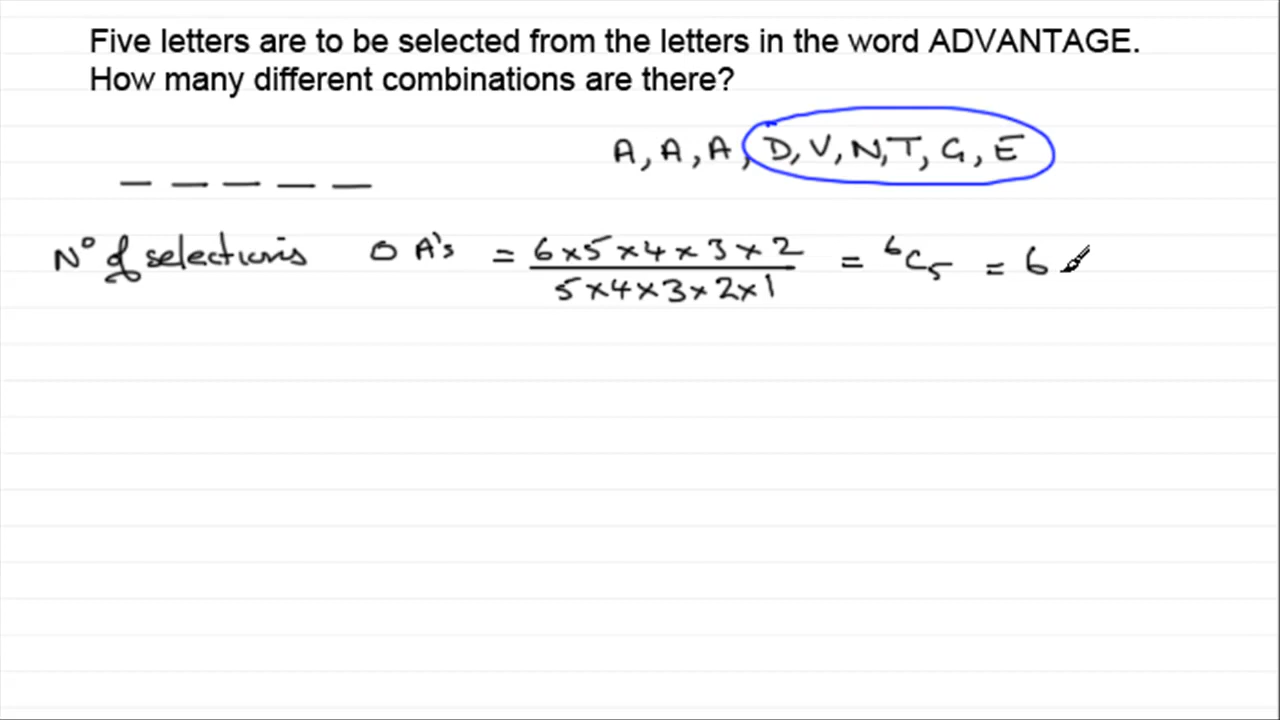 Five letters are to be selected from the letters in the word ADVANTAGE.
How many different combinations are there?
A, A, A, D, V, N, T, G, E
N° of selections 0 A's = 6×5×4×3×2 / 5×4×3×2×1 = ⁶C₅ = 6